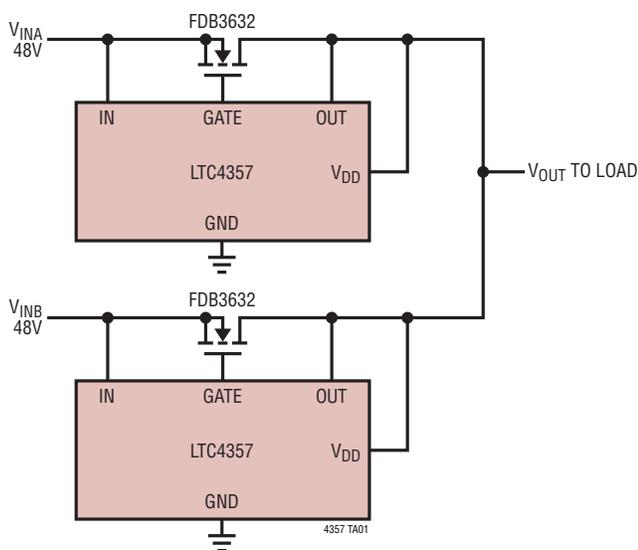 FDB3632
VINA
48V
IN GATE OUT
LTC4357 VDD
VOUT TO LOAD
GND
FDB3632
VINB
48V
IN GATE OUT
LTC4357
VDD
GND
4357 TA01